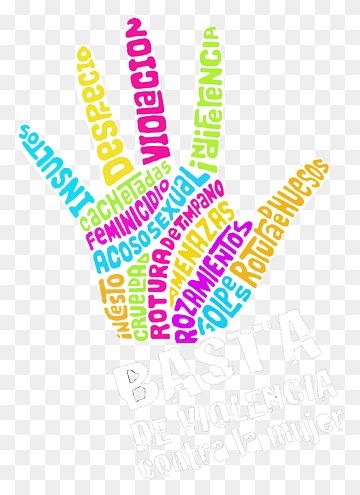 INSULTOS
DESPRECIO
VIOLACION
INDIFERENCIA
CACHATADAS
FEMINICIDIO
ACOSO SEXUAL
ROTURA DE TIMPANO
AMENAZAS
ROTURA DE HUESOS
INCESTO
CRUELDAD
ROZAMIENTOS
GOLPES
BASTA
DE VIOLENCIA
contra la mujer